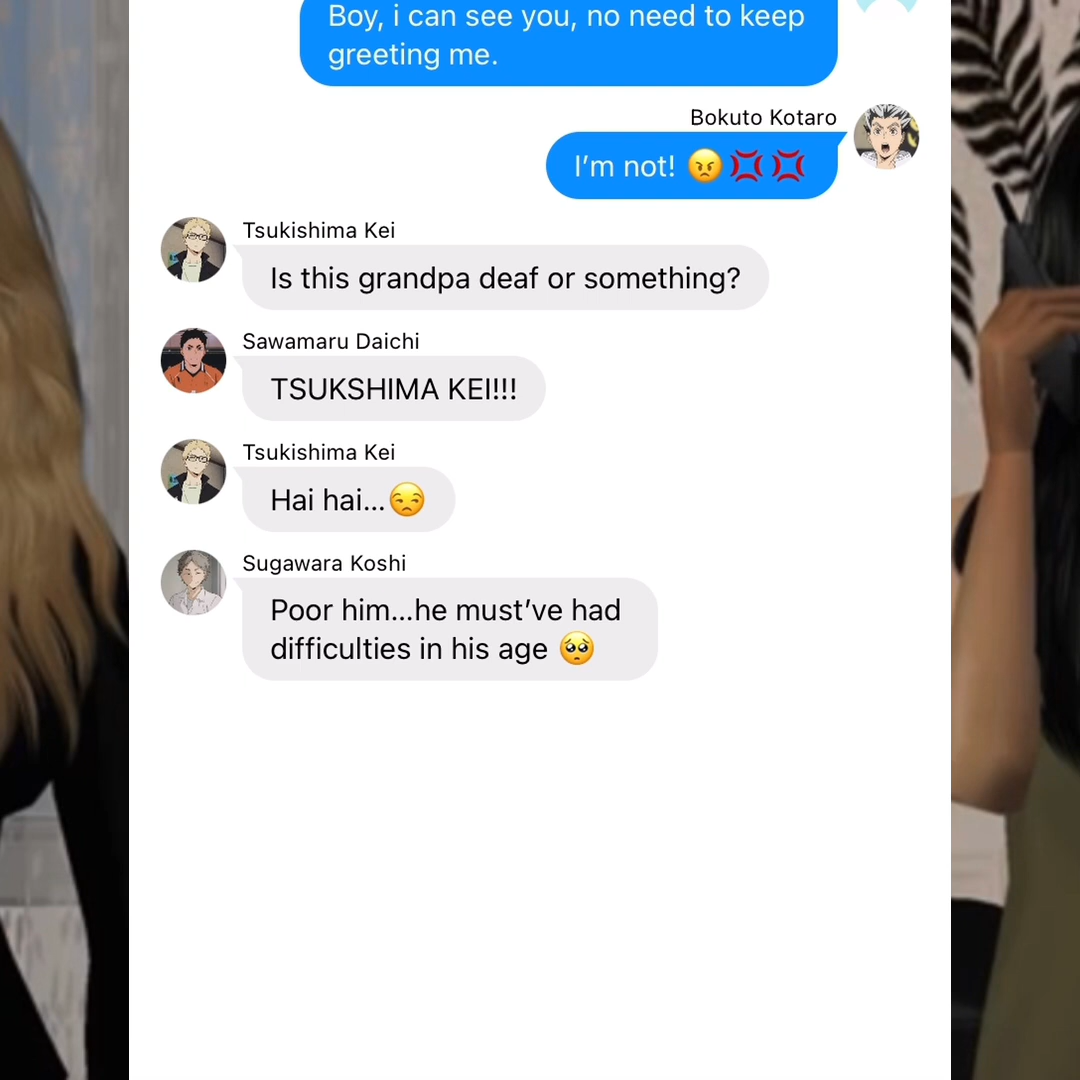 Boy, i can see you, no need to keep
greeting me.
Bokuto Kotaro
I'm not! 😠💢💢
Tsukishima Kei
Is this grandpa deaf or something?
Sawamaru Daichi
TSUKSHIMA KEI!!!
Tsukishima Kei
Hai hai...😒
Sugawara Koshi
Poor him...he must've had
difficulties in his age 🥺